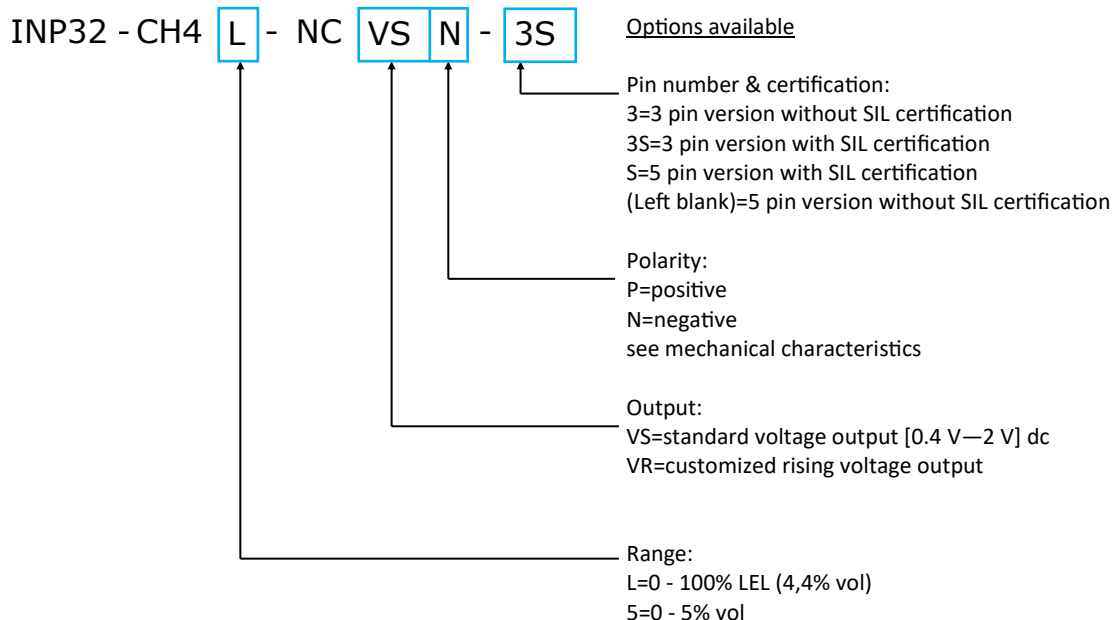 INP32 - CH4 L - NC VS N - 3S
Options available
Pin number & certification:
3=3 pin version without SIL certification
3S=3 pin version with SIL certification
S=5 pin version with SIL certification
(Left blank)=5 pin version without SIL certification
Polarity:
P=positive
N=negative
see mechanical characteristics
Output:
VS=standard voltage output [0.4 V—2 V] dc
VR=customized rising voltage output
Range:
L=0 - 100% LEL (4,4% vol)
5=0 - 5% vol